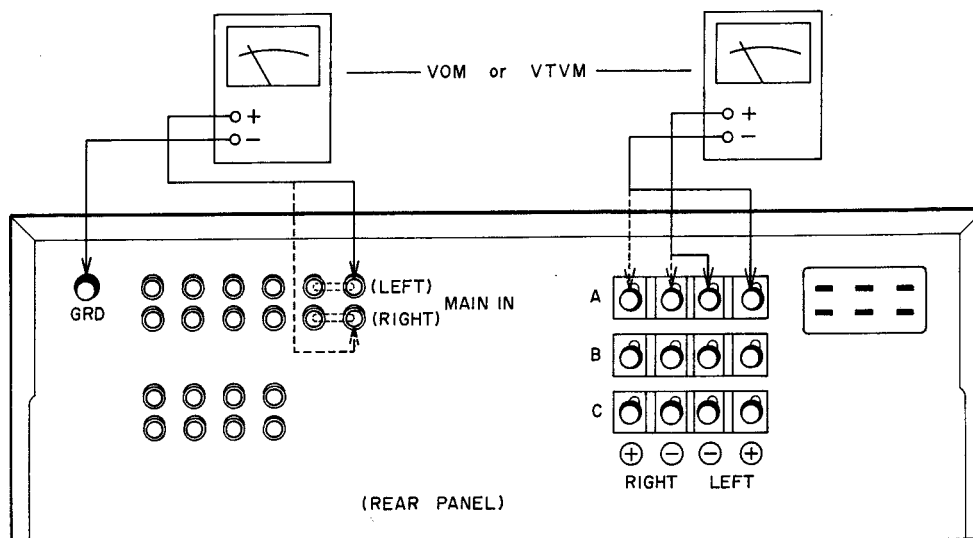 VOM or VTVM
+
−
+
−
GRD
(LEFT)
MAIN IN
(RIGHT)
A
B
C
+ − − +
RIGHT LEFT
(REAR PANEL)